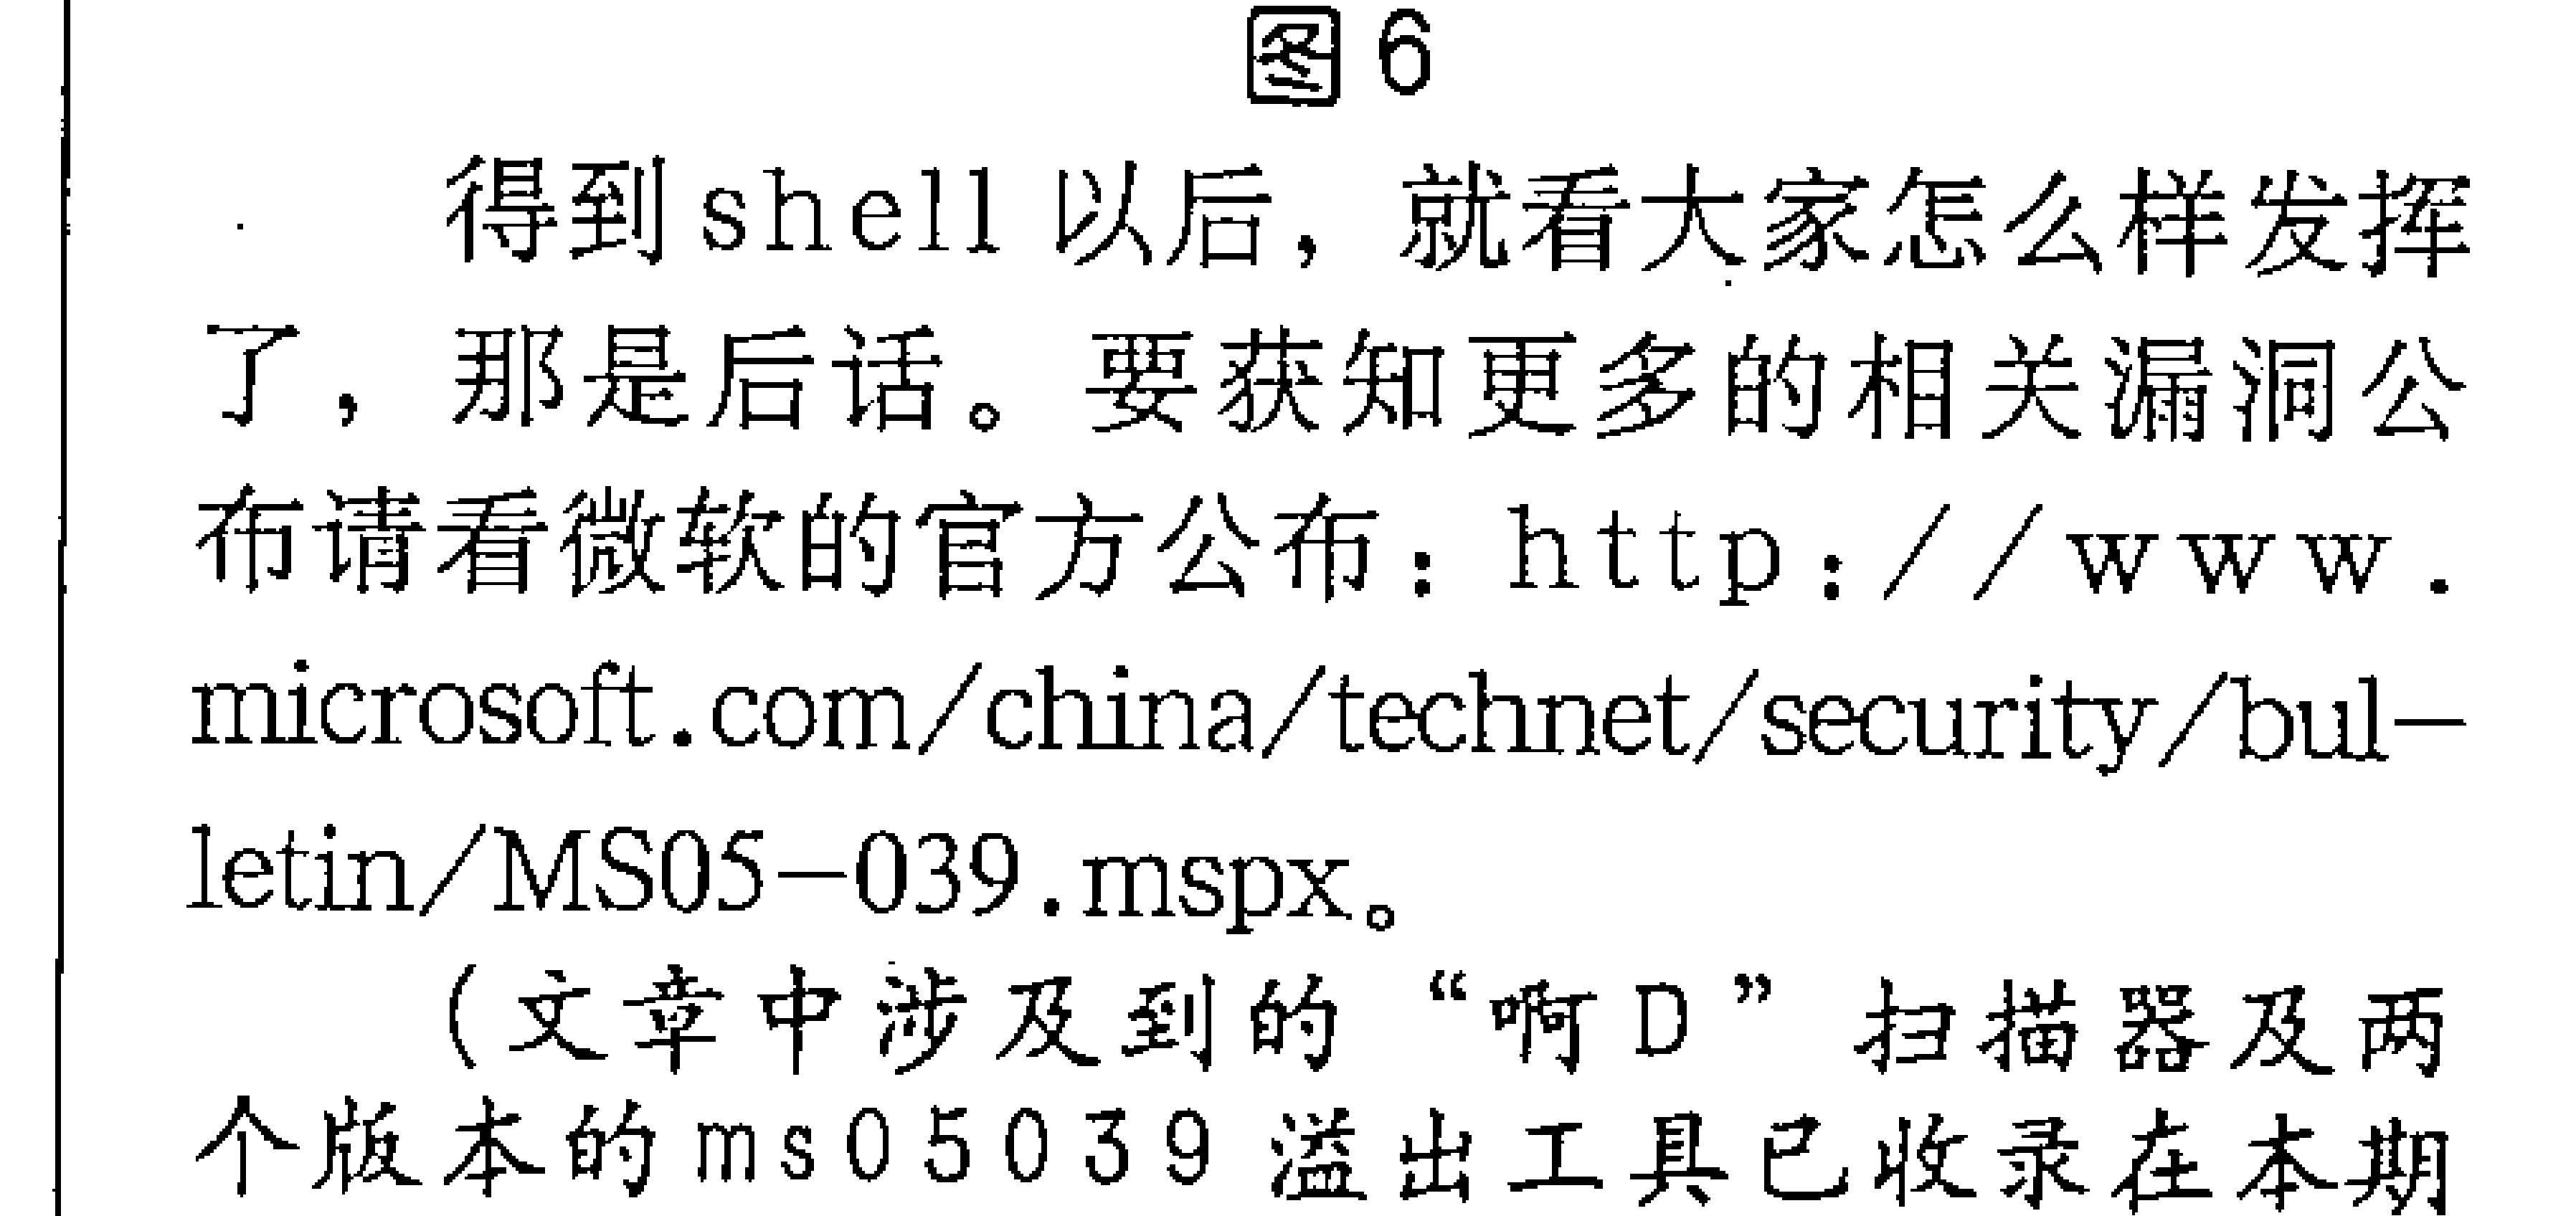 图6
得到shell以后，就看大家怎么样发挥
了，那是后话。要获知更多的相关漏洞公
布请看微软的官方公布：http://www.
microsoft.com/china/technet/security/bul-
letin/MS05-039.mspx。
（文章中涉及到的“啊D”扫描器及两
个版本的ms05039溢出工具已收录在本期